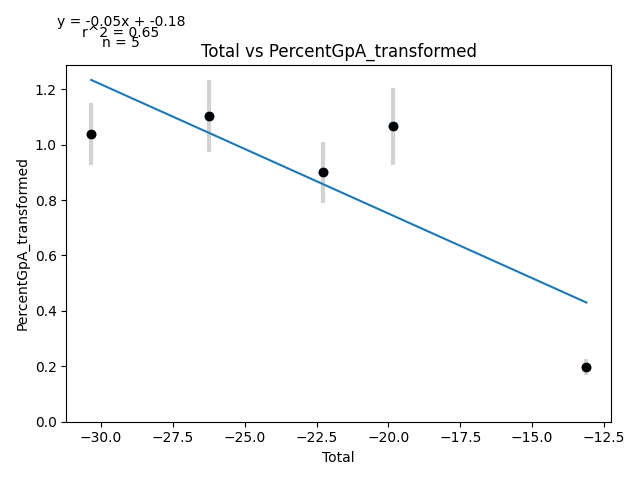 y = -0.05x + -0.18
r^2 = 0.65
n = 5
Total vs PercentGpA_transformed
PercentGpA_transformed
1.2
1.0
0.8
0.6
0.4
0.2
0.0
−30.0 −27.5 −25.0 −22.5 −20.0 −17.5 −15.0 −12.5
Total